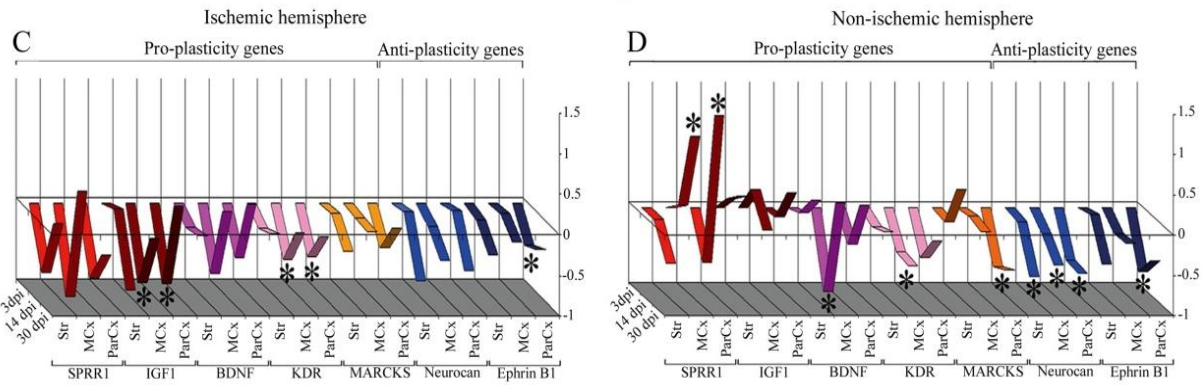 Ischemic hemisphere
C
Pro-plasticity genes
Anti-plasticity genes
1.5
1
0.5
0
-0.5
-1
3dpi
14 dpi
30 dpi
Str
MCx
ParCx
Str
MCx
ParCx
Str
MCx
ParCx
Str
MCx
ParCx
Str
MCx
ParCx
Str
MCx
ParCx
Str
MCx
ParCx
SPRR1
IGF1
BDNF
KDR
MARCKS
Neurocan
Ephrin B1
* * * * *
Non-ischemic hemisphere
D
Pro-plasticity genes
Anti-plasticity genes
1.5
1
0.5
0
-0.5
-1
3dpi
14 dpi
30 dpi
Str
MCx
ParCx
Str
MCx
ParCx
Str
MCx
ParCx
Str
MCx
ParCx
Str
MCx
ParCx
Str
MCx
ParCx
Str
MCx
ParCx
SPRR1
IGF1
BDNF
KDR
MARCKS
Neurocan
Ephrin B1
* * * * * * * * *